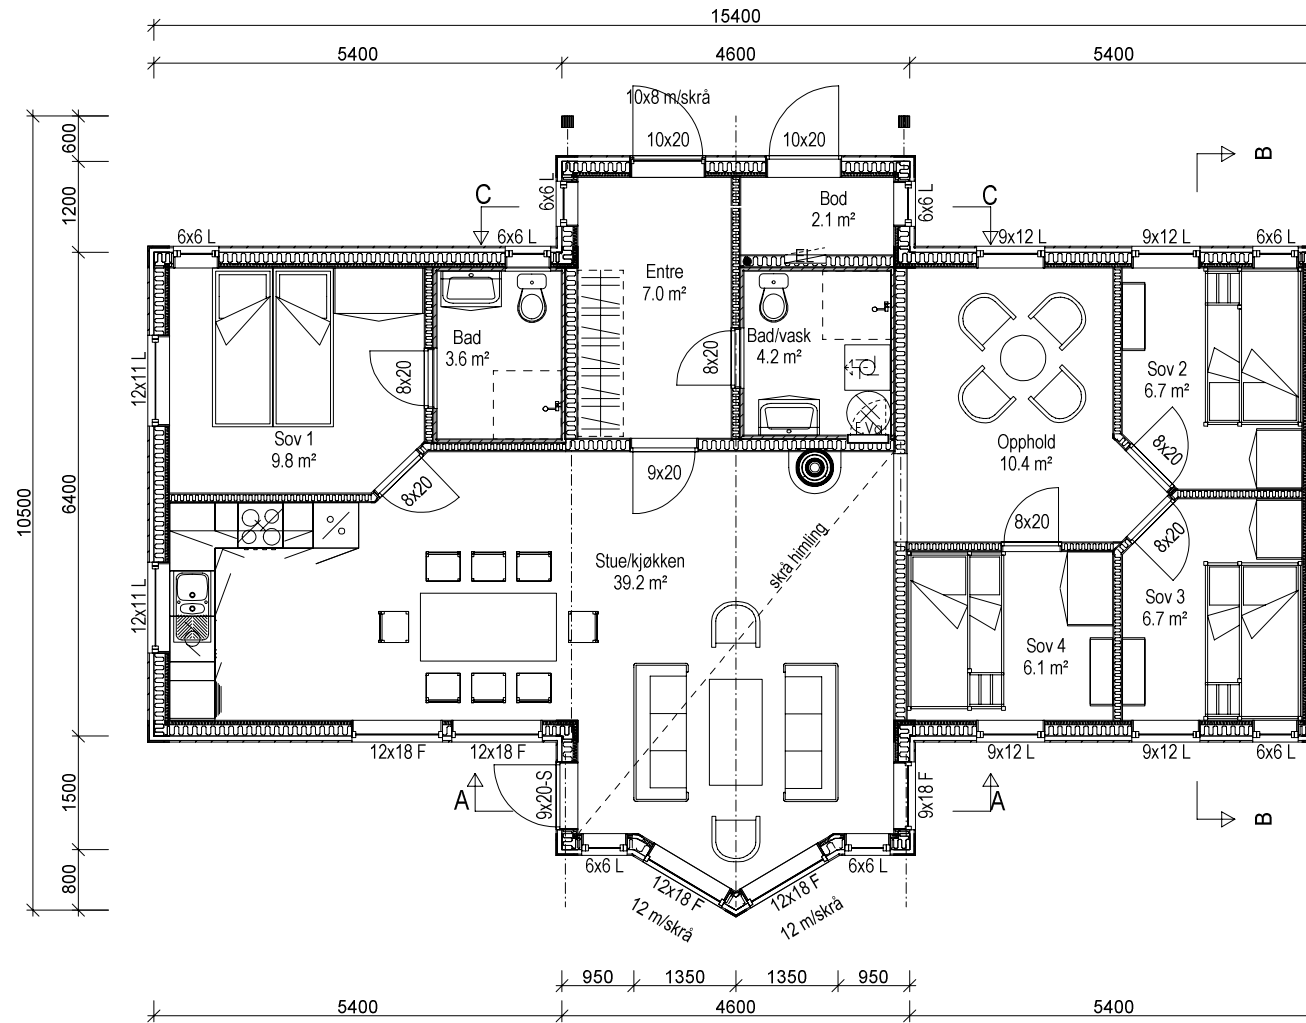 15400
5400
4600
5400
10x8 m/skrå
10x20
10x20
600
1200
6400
1500
800
10500
B
C
C
6x6 L
6x6 L
6x6 L
6x6 L
9x12 L
9x12 L
6x6 L
Bod
2.1 m²
Entre
7.0 m²
Bad
3.6 m²
Bad/vask
4.2 m²
8x20
8x20
12x11 L
Sov 1
9.8 m²
Sov 2
6.7 m²
Opphold
10.4 m²
Vv
8x20
8x20
9x20
8x20
8x20
skrå himling
Stue/kjøkken
39.2 m²
12x11 L
Sov 3
6.7 m²
Sov 4
6.1 m²
12x18 F
12x18 F
9x12 L
9x12 L
6x6 L
A
9x20-S
9x18 F
A
B
6x6 L
6x6 L
12x18 F
12 m/skrå
12x18 F
12 m/skrå
950
1350
1350
950
5400
4600
5400